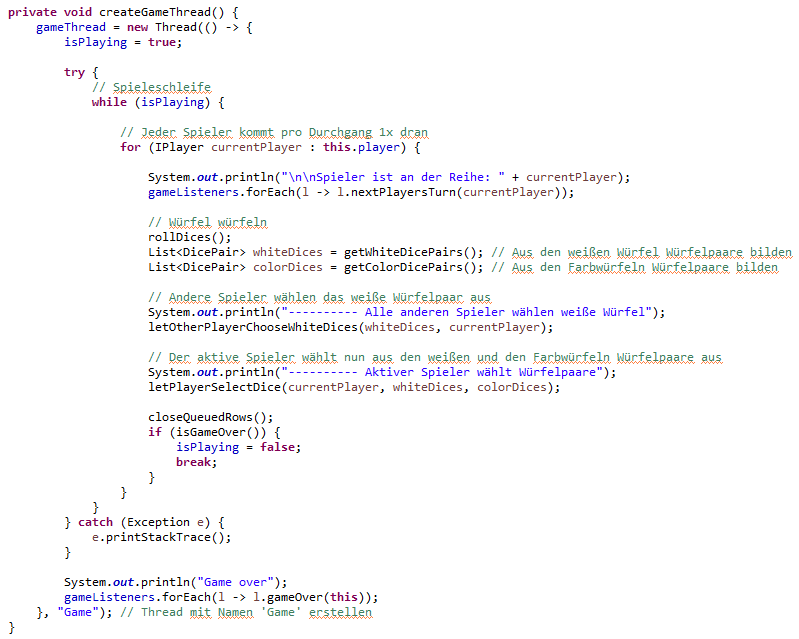 private void createGameThread() {
    gameThread = new Thread(() -> {
        isPlaying = true;

        try {
            // Spieleschleife
            while (isPlaying) {

                // Jeder Spieler kommt pro Durchgang 1x dran
                for (IPlayer currentPlayer : this.player) {

                    System.out.println("\n\nSpieler ist an der Reihe: " + currentPlayer);
                    gameListeners.forEach(l -> l.nextPlayersTurn(currentPlayer));

                    // Würfel würfeln
                    rollDices();
                    List<DicePair> whiteDices = getWhiteDicePairs(); // Aus den weißen Würfel Würfelpaare bilden
                    List<DicePair> colorDices = getColorDicePairs(); // Aus den Farbwürfeln Würfelpaare bilden

                    // Andere Spieler wählen das weiße Würfelpaar aus
                    System.out.println("---------- Alle anderen Spieler wählen weiße Würfel");
                    letOtherPlayerChooseWhiteDices(whiteDices, currentPlayer);

                    // Der aktive Spieler wählt nun aus den weißen und den Farbwürfeln Würfelpaare aus
                    System.out.println("---------- Aktiver Spieler wählt Würfelpaare");
                    letPlayerSelectDice(currentPlayer, whiteDices, colorDices);

                    closeQueuedRows();
                    if (isGameOver()) {
                        isPlaying = false;
                        break;
                    }
                }
            }
        } catch (Exception e) {
            e.printStackTrace();
        }

        System.out.println("Game over");
        gameListeners.forEach(l -> l.gameOver(this));
    }, "Game"); // Thread mit Namen 'Game' erstellen
}